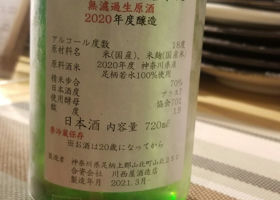 無濾過生原酒
2020年度醸造
アルコール度数 18度
原材料名 米(国産)、米麹(国産米)
原料酒米 2020年度 神奈川県産
足柄若水100%使用
精米歩合 70%
日本酒度 プラス
使用酵母 協会701
酸度
日本酒 内容量 720ml
要冷蔵保存
※お酒は20歳になってから
製造者 神奈川県足柄上郡山北町山北
合資会社 川西屋酒造店
製造年月 2021.3月